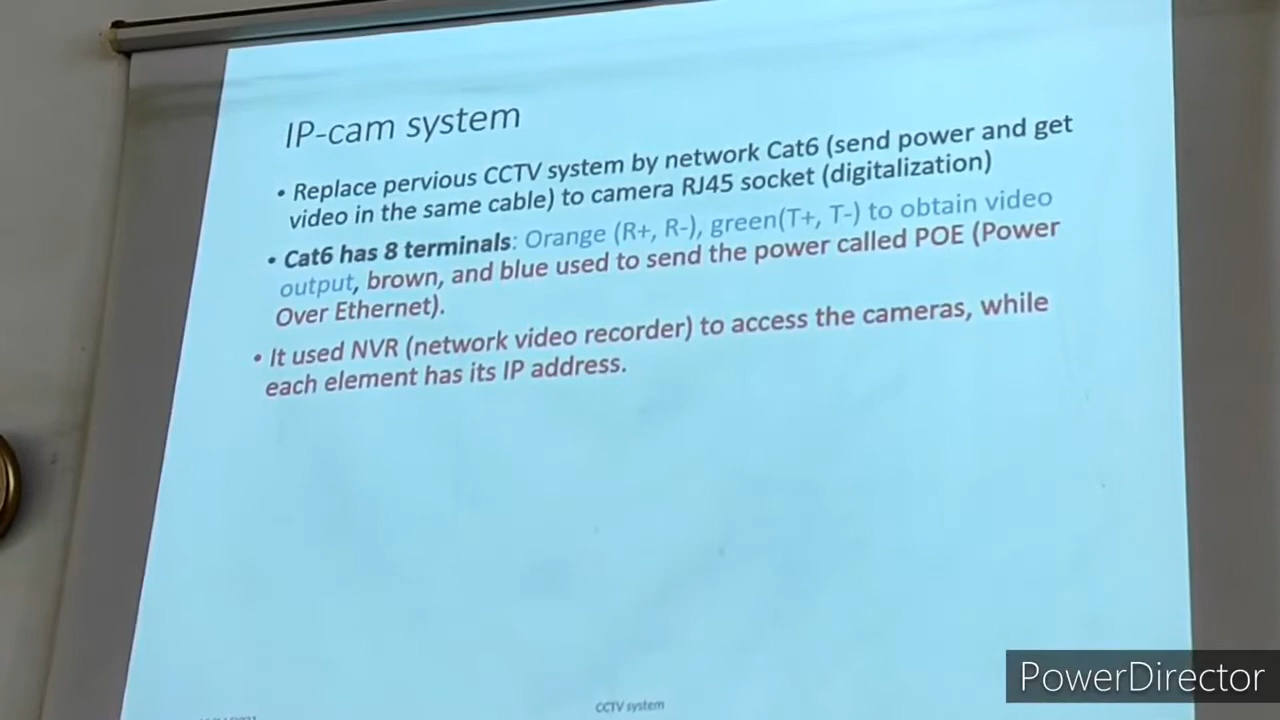 IP-cam system
• Replace pervious CCTV system by network Cat6 (send power and get
video in the same cable) to camera RJ45 socket (digitalization)
• Cat6 has 8 terminals: Orange (R+, R-), green(T+, T-) to obtain video
output, brown, and blue used to send the power called POE (Power
Over Ethernet).
• It used NVR (network video recorder) to access the cameras, while
each element has its IP address.
CCTV system
PowerDirector